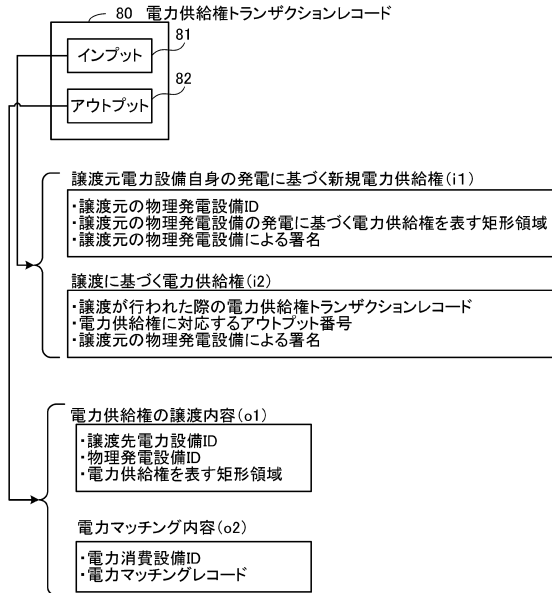 80 電力供給権トランザクションレコード
81
インプット
82
アウトプット
譲渡元電力設備自身の発電に基づく新規電力供給権(i1)
・譲渡元の物理発電設備ID
・譲渡元の物理発電設備の発電に基づく電力供給権を表す矩形領域
・譲渡元の物理発電設備による署名
譲渡に基づく電力供給権(i2)
・譲渡が行われた際の電力供給権トランザクションレコード
・電力供給権に対応するアウトプット番号
・譲渡元の物理発電設備による署名
電力供給権の譲渡内容(o1)
・譲渡先電力設備ID
・物理発電設備ID
・電力供給権を表す矩形領域
電力マッチング内容(o2)
・電力消費設備ID
・電力マッチングレコード